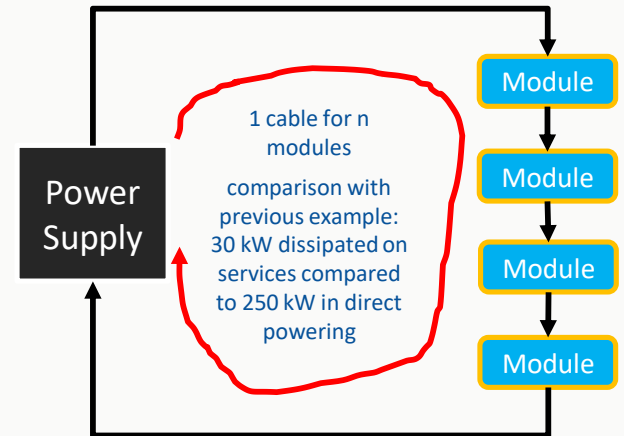 Power
Supply
1 cable for n
modules
comparison with
previous example:
30 kW dissipated on
services compared
to 250 kW in direct
powering
Module
Module
Module
Module